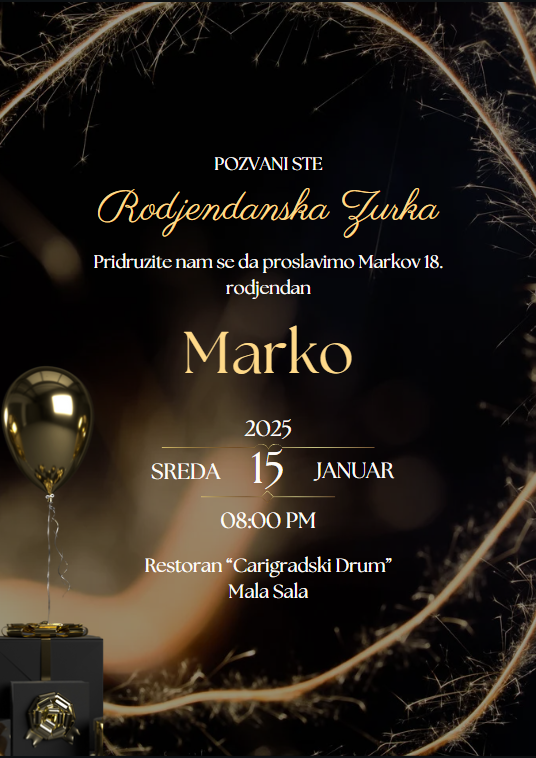 POZVANI STE
Rodjendanska Zurka
Pridruzite nam se da proslavimo Markov 18.
rodjendan
Marko
2025
SREDA 15 JANUAR
08:00 PM
Restoran “Carigradski Drum”
Mala Sala